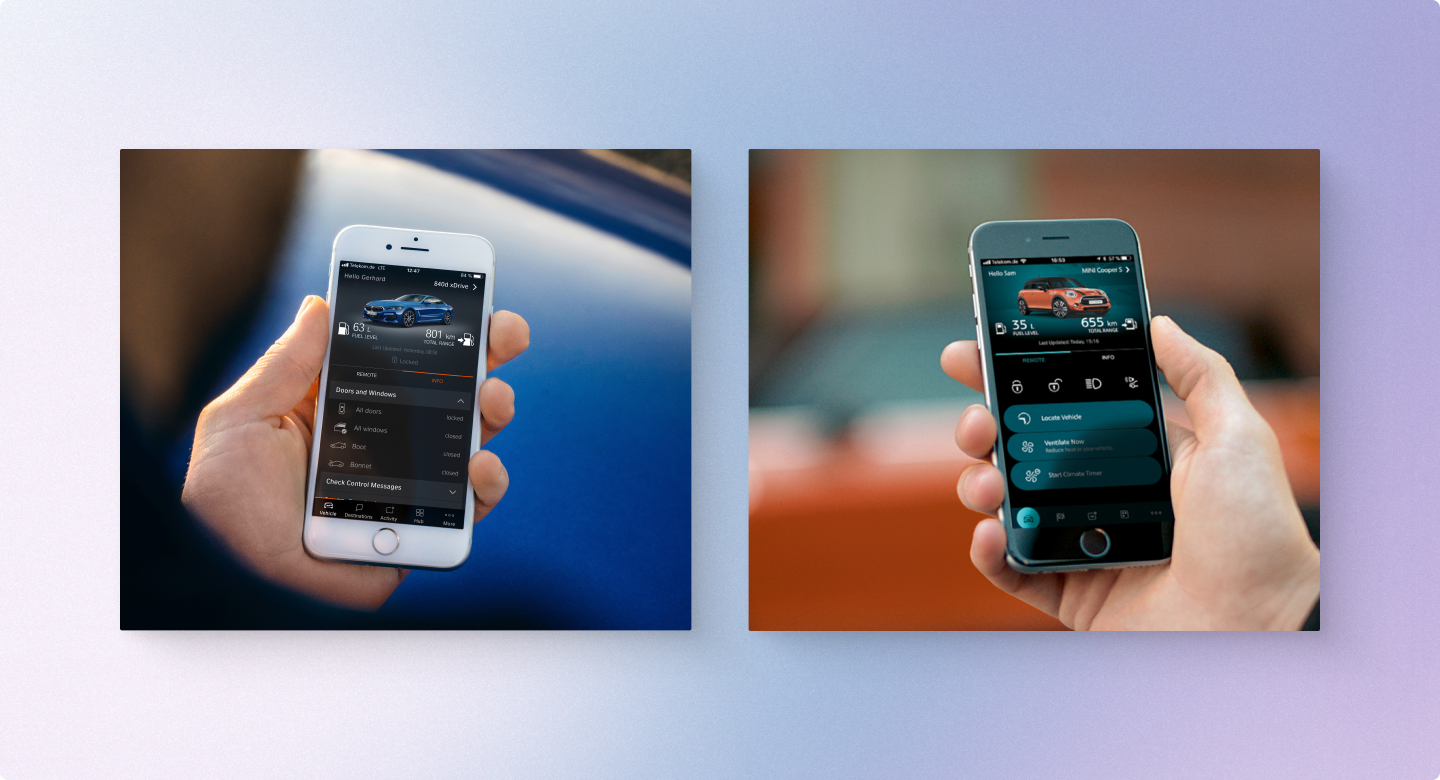 Telekom.de LTE 12:47 84 %
Hello Gerhard
840d xDrive
63 L
FUEL LEVEL
801 km
TOTAL RANGE
Last Updated: Yesterday, 18:18
Locked
REMOTE INFO
Doors and Windows
All doors locked
All windows closed
Boot closed
Bonnet closed
Check Control Messages
Vehicle Destinations Activity Hub More
Telekom.de 16:53 57 %
Hello Sam
MINI Cooper S
35 L
FUEL LEVEL
655 km
TOTAL RANGE
Last Updated: Today, 15:16
REMOTE INFO
Locate Vehicle
Ventilate Now
Reduce heat in your vehicle.
Start Climate Timer